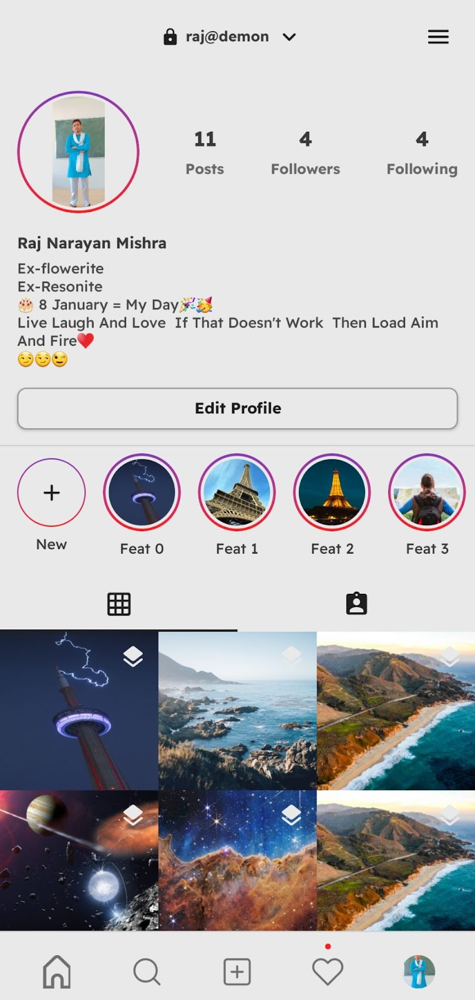 raj@demon
11
4
4
Posts
Followers
Following
Raj Narayan Mishra
Ex-flowerite
Ex-Resonite
🎂 8 January = My Day🎉🥳
Live Laugh And Love  If That Doesn't Work  Then Load Aim
And Fire♥️
😏😏😉
Edit Profile
New
Feat 0
Feat 1
Feat 2
Feat 3